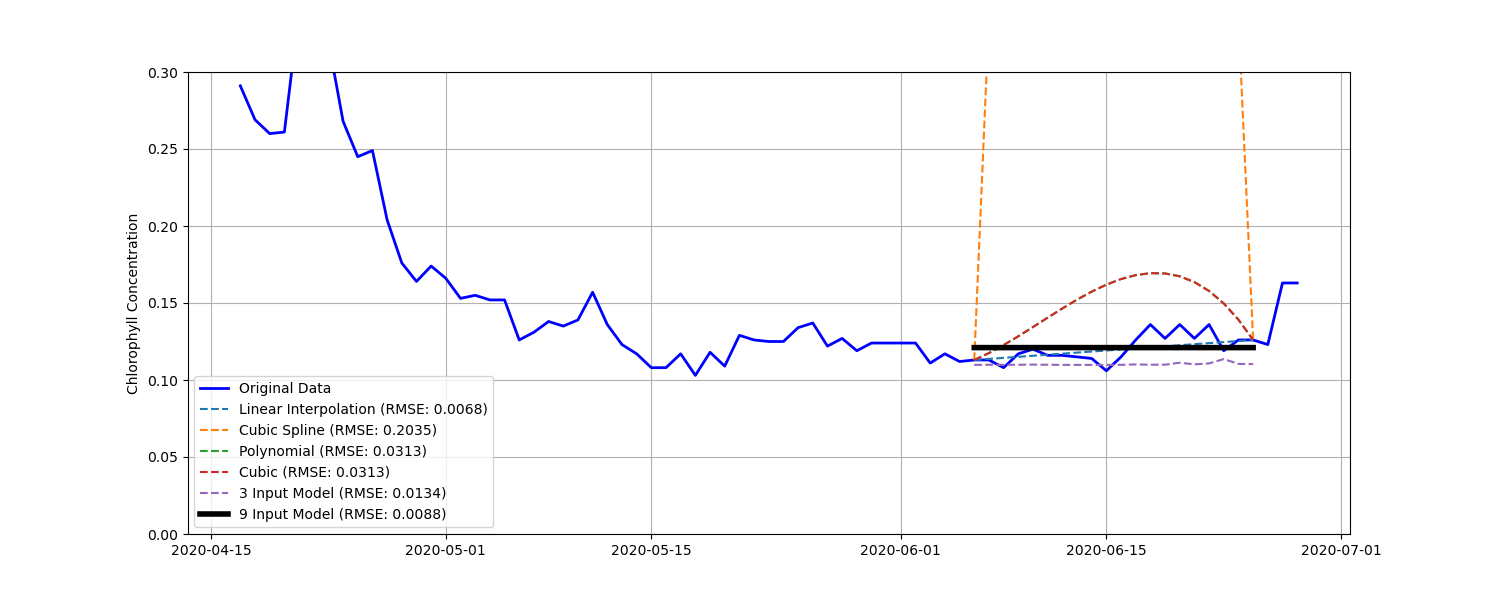 0.30
0.25
0.20
0.15
0.10
0.05
0.00
Chlorophyll Concentration
Original Data
Linear Interpolation (RMSE: 0.0068)
Cubic Spline (RMSE: 0.2035)
Polynomial (RMSE: 0.0313)
Cubic (RMSE: 0.0313)
3 Input Model (RMSE: 0.0134)
9 Input Model (RMSE: 0.0088)
2020-04-15 2020-05-01 2020-05-15 2020-06-01 2020-06-15 2020-07-01